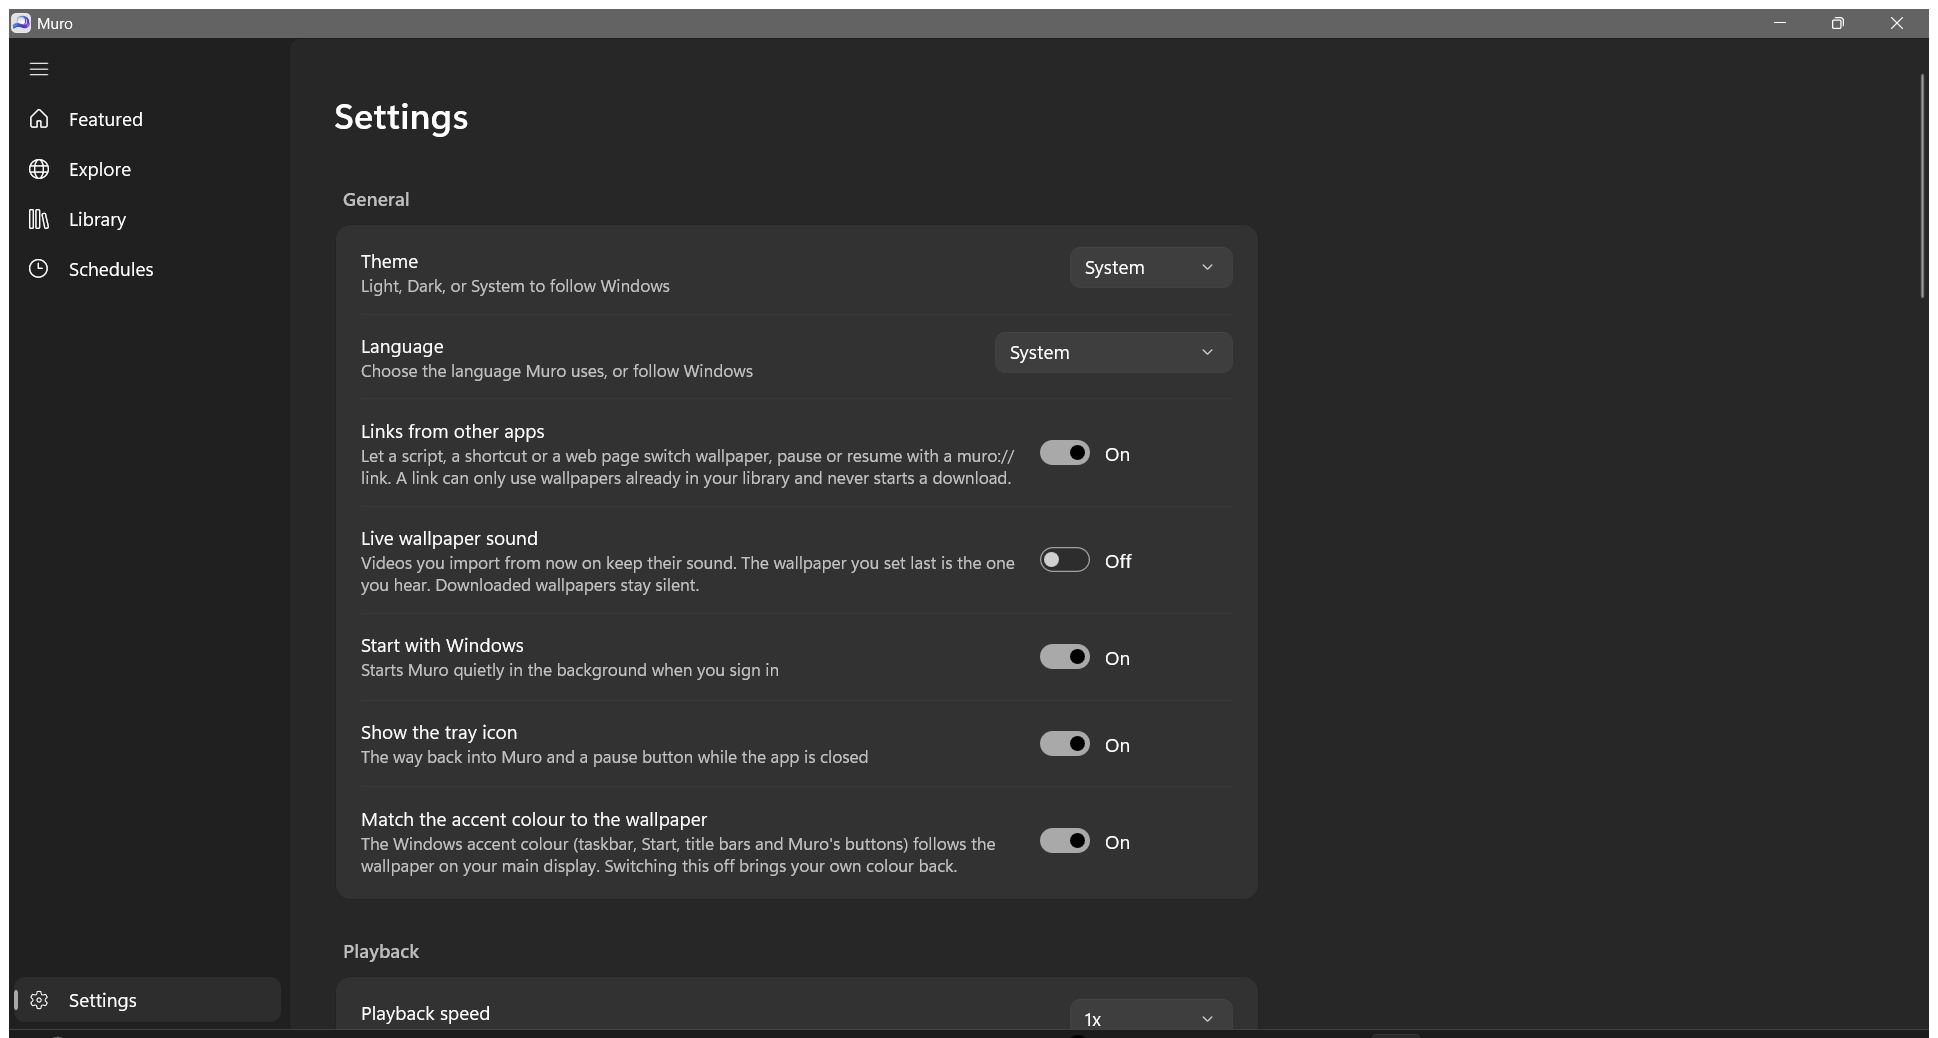 Muro
Featured
Explore
Library
Schedules
Settings
Settings
General
Theme
Light, Dark, or System to follow Windows
System
Language
Choose the language Muro uses, or follow Windows
System
Links from other apps
Let a script, a shortcut or a web page switch wallpaper, pause or resume with a muro://
link. A link can only use wallpapers already in your library and never starts a download.
On
Live wallpaper sound
Videos you import from now on keep their sound. The wallpaper you set last is the one
you hear. Downloaded wallpapers stay silent.
Off
Start with Windows
Starts Muro quietly in the background when you sign in
On
Show the tray icon
The way back into Muro and a pause button while the app is closed
On
Match the accent colour to the wallpaper
The Windows accent colour (taskbar, Start, title bars and Muro's buttons) follows the
wallpaper on your main display. Switching this off brings your own colour back.
On
Playback
Playback speed
1x